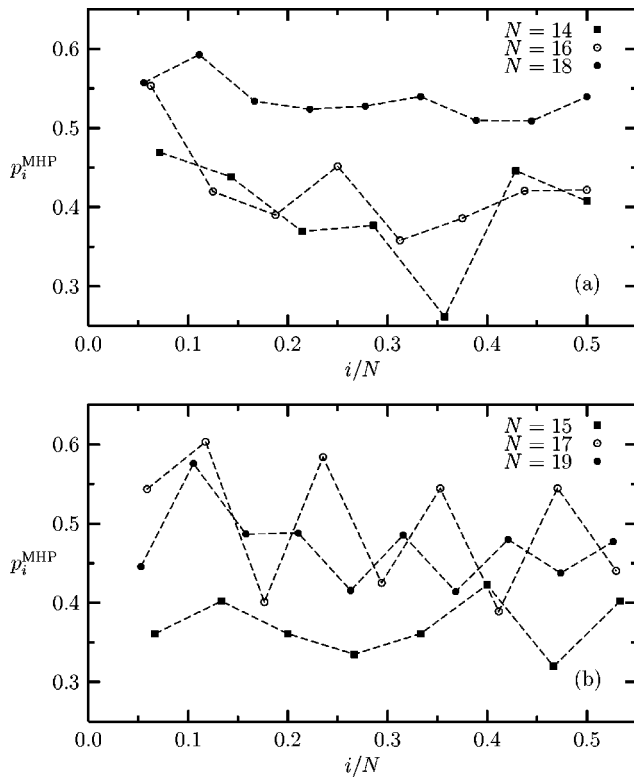 N = 14
N = 16
N = 18
0.6
0.5
p_i^MHP
0.4
0.3
(a)
0.0 0.1 0.2 0.3 0.4 0.5
i/N
N = 15
N = 17
N = 19
0.6
0.5
p_i^MHP
0.4
0.3
(b)
0.0 0.1 0.2 0.3 0.4 0.5
i/N